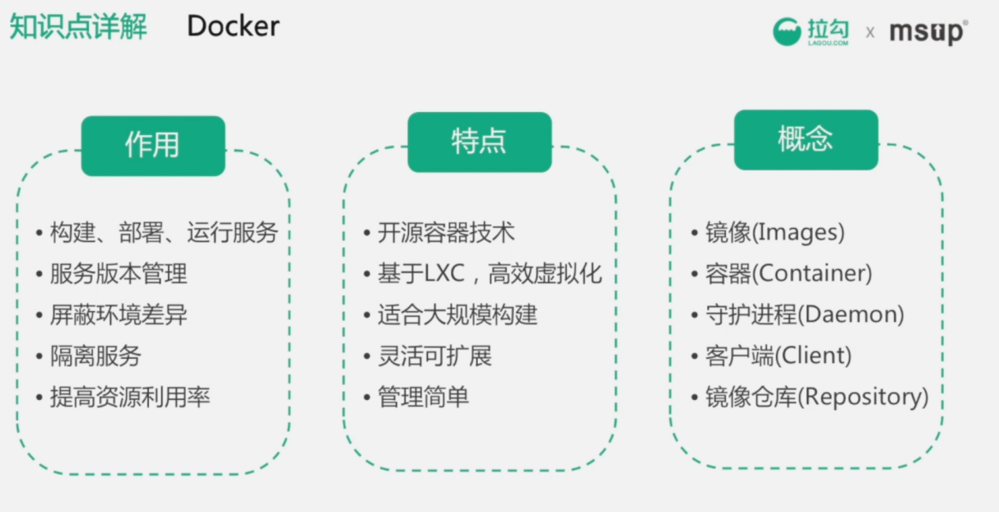 知识点详解 Docker
拉勾 x msup®
LAGOU.COM
作用
• 构建、部署、运行服务
• 服务版本管理
• 屏蔽环境差异
• 隔离服务
• 提高资源利用率
特点
• 开源容器技术
• 基于LXC，高效虚拟化
• 适合大规模构建
• 灵活可扩展
• 管理简单
概念
• 镜像(Images)
• 容器(Container)
• 守护进程(Daemon)
• 客户端(Client)
• 镜像仓库(Repository)